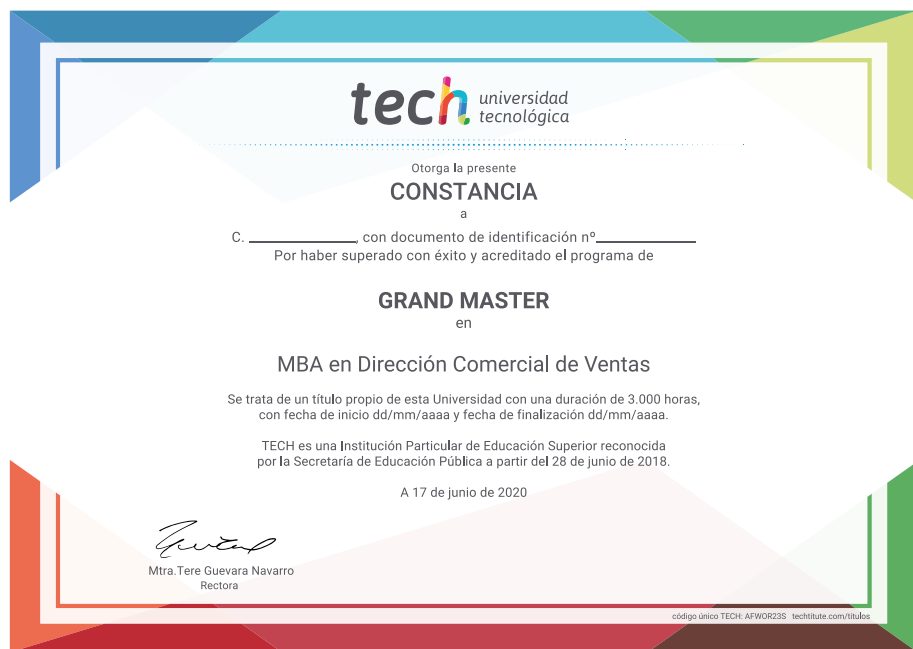 tech universidad
tecnológica
Otorga la presente
CONSTANCIA
a
C. ____________, con documento de identificación nº___________
Por haber superado con éxito y acreditado el programa de
GRAND MASTER
en
MBA en Dirección Comercial de Ventas
Se trata de un título propio de esta Universidad con una duración de 3.000 horas,
con fecha de inicio dd/mm/aaaa y fecha de finalización dd/mm/aaaa.
TECH es una Institución Particular de Educación Superior reconocida
por la Secretaría de Educación Pública a partir del 28 de junio de 2018.
A 17 de junio de 2020
Mtra.Tere Guevara Navarro
Rectora
código único TECH: AFWOR23S techtitute.com/titulos